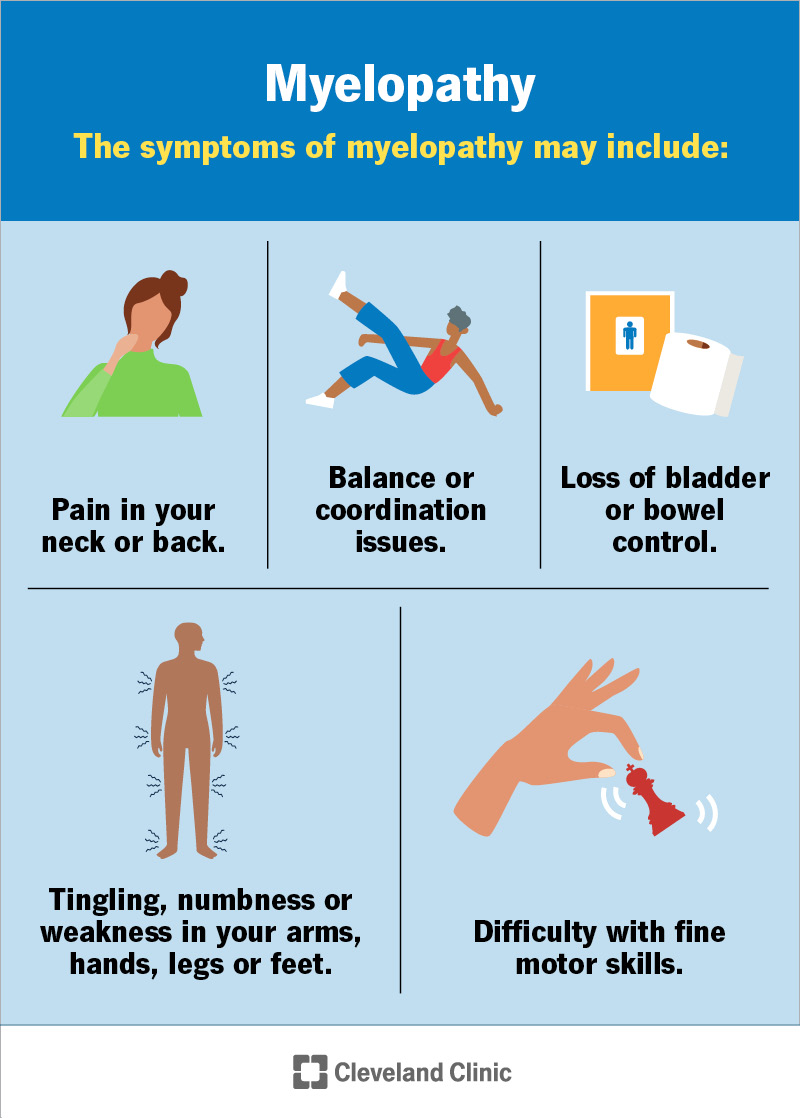 Myelopathy
The symptoms of myelopathy may include:
Pain in your
neck or back.
Balance or
coordination
issues.
Loss of bladder
or bowel
control.
Tingling, numbness or
weakness in your arms,
hands, legs or feet.
Difficulty with fine
motor skills.
Cleveland Clinic